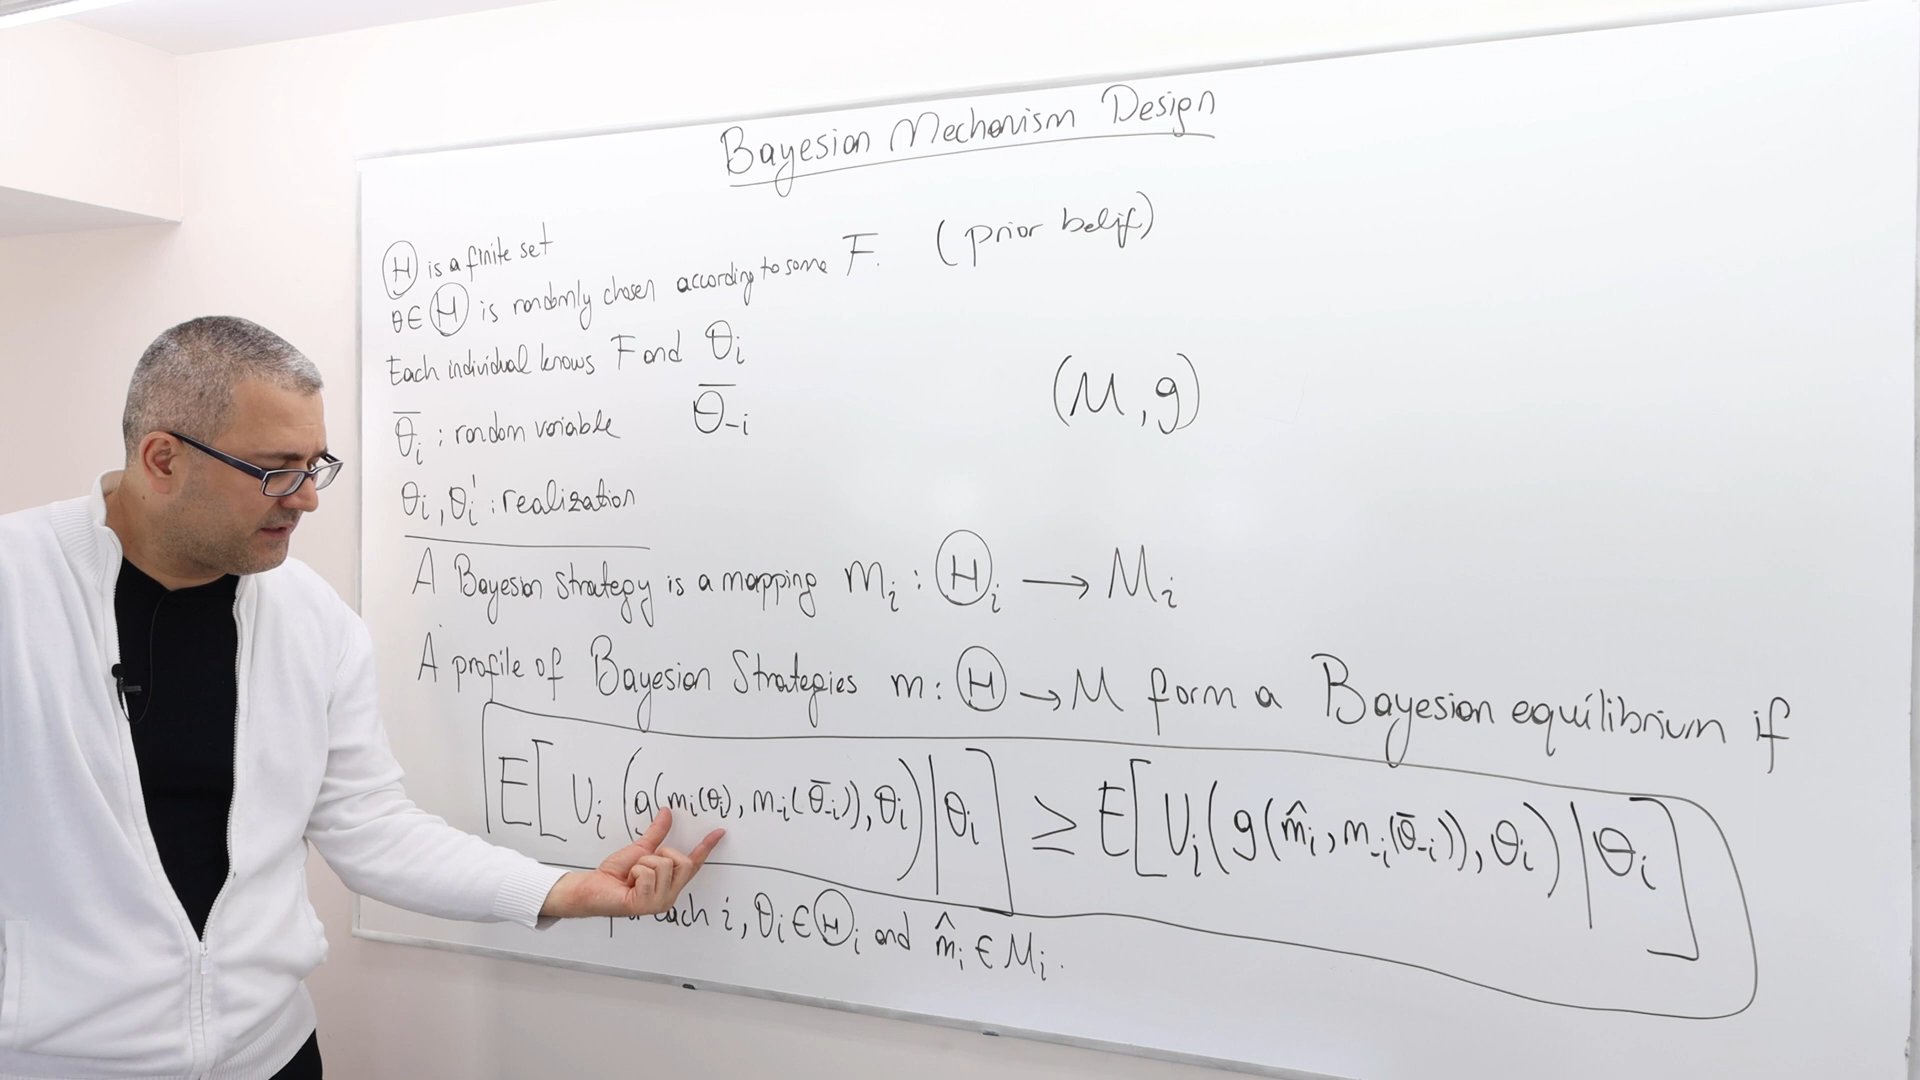 Bayesian Mechanism Design
Θ is a finite set
θ∈Θ is randomly chosen according to some F. (prior belif)
Each individual knows F and θi
θ̅i : random variable θ̅-i
(M, g)
θi, θi' : realization
A Bayesian Strategy is a mapping mi : Θi → Mi
A profile of Bayesian Strategies m: Θ → M form a Bayesian equilibrium if
E[Ui(g(mi(θi), m-i(θ̅-i)), θi)|θi] ≥ E[Ui(g(m̂i, m-i(θ̅-i)), θi)|θi]
each i, θi∈Θi and m̂i ∈ Mi.